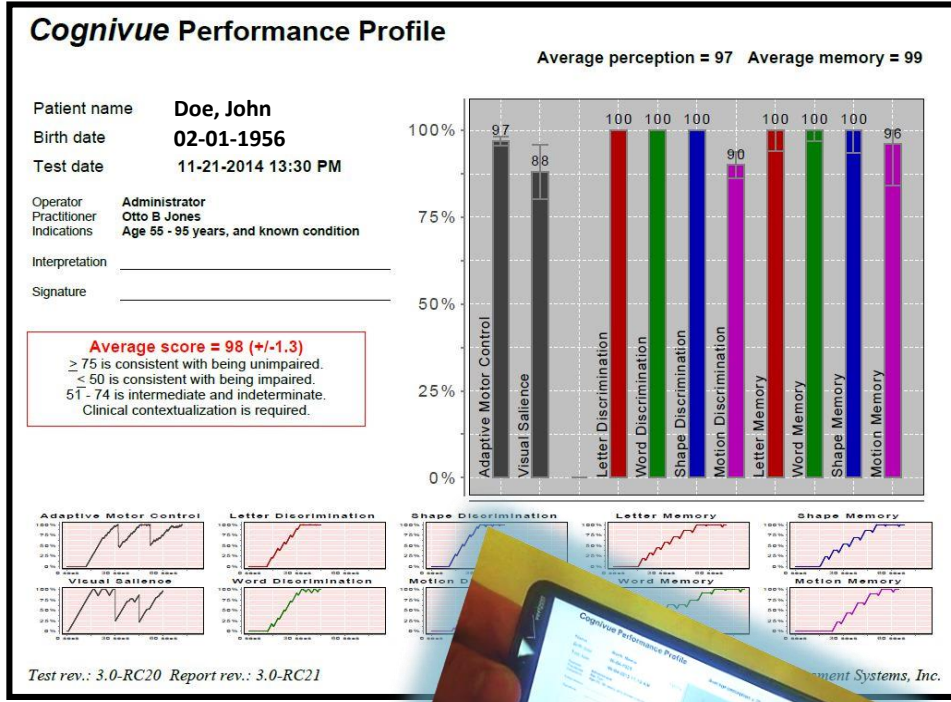 Cognivue Performance Profile
Average perception = 97 Average memory = 99
Patient name Doe, John
Birth date 02-01-1956
Test date 11-21-2014 13:30 PM
Operator Administrator
Practitioner Otto B Jones
Indications Age 55 - 95 years, and known condition
Interpretation
Signature
Average score = 98 (+/-1.3)
≥ 75 is consistent with being unimpaired.
≤ 50 is consistent with being impaired.
51 - 74 is intermediate and indeterminate.
Clinical contextualization is required.
100%
75%
50%
25%
0%
97
88
100
100
100
90
100
100
100
96
Adaptive Motor Control
Visual Salience
Letter Discrimination
Word Discrimination
Shape Discrimination
Motion Discrimination
Letter Memory
Word Memory
Shape Memory
Motion Memory
Adaptive Motor Control Letter Discrimination Shape Discrimination Letter Memory Shape Memory
Visual Salience Word Discrimination Motion Word Memory Motion Memory
Cognivue Performance Profile
Test rev.: 3.0-RC20 Report rev.: 3.0-RC21 Systems, Inc.